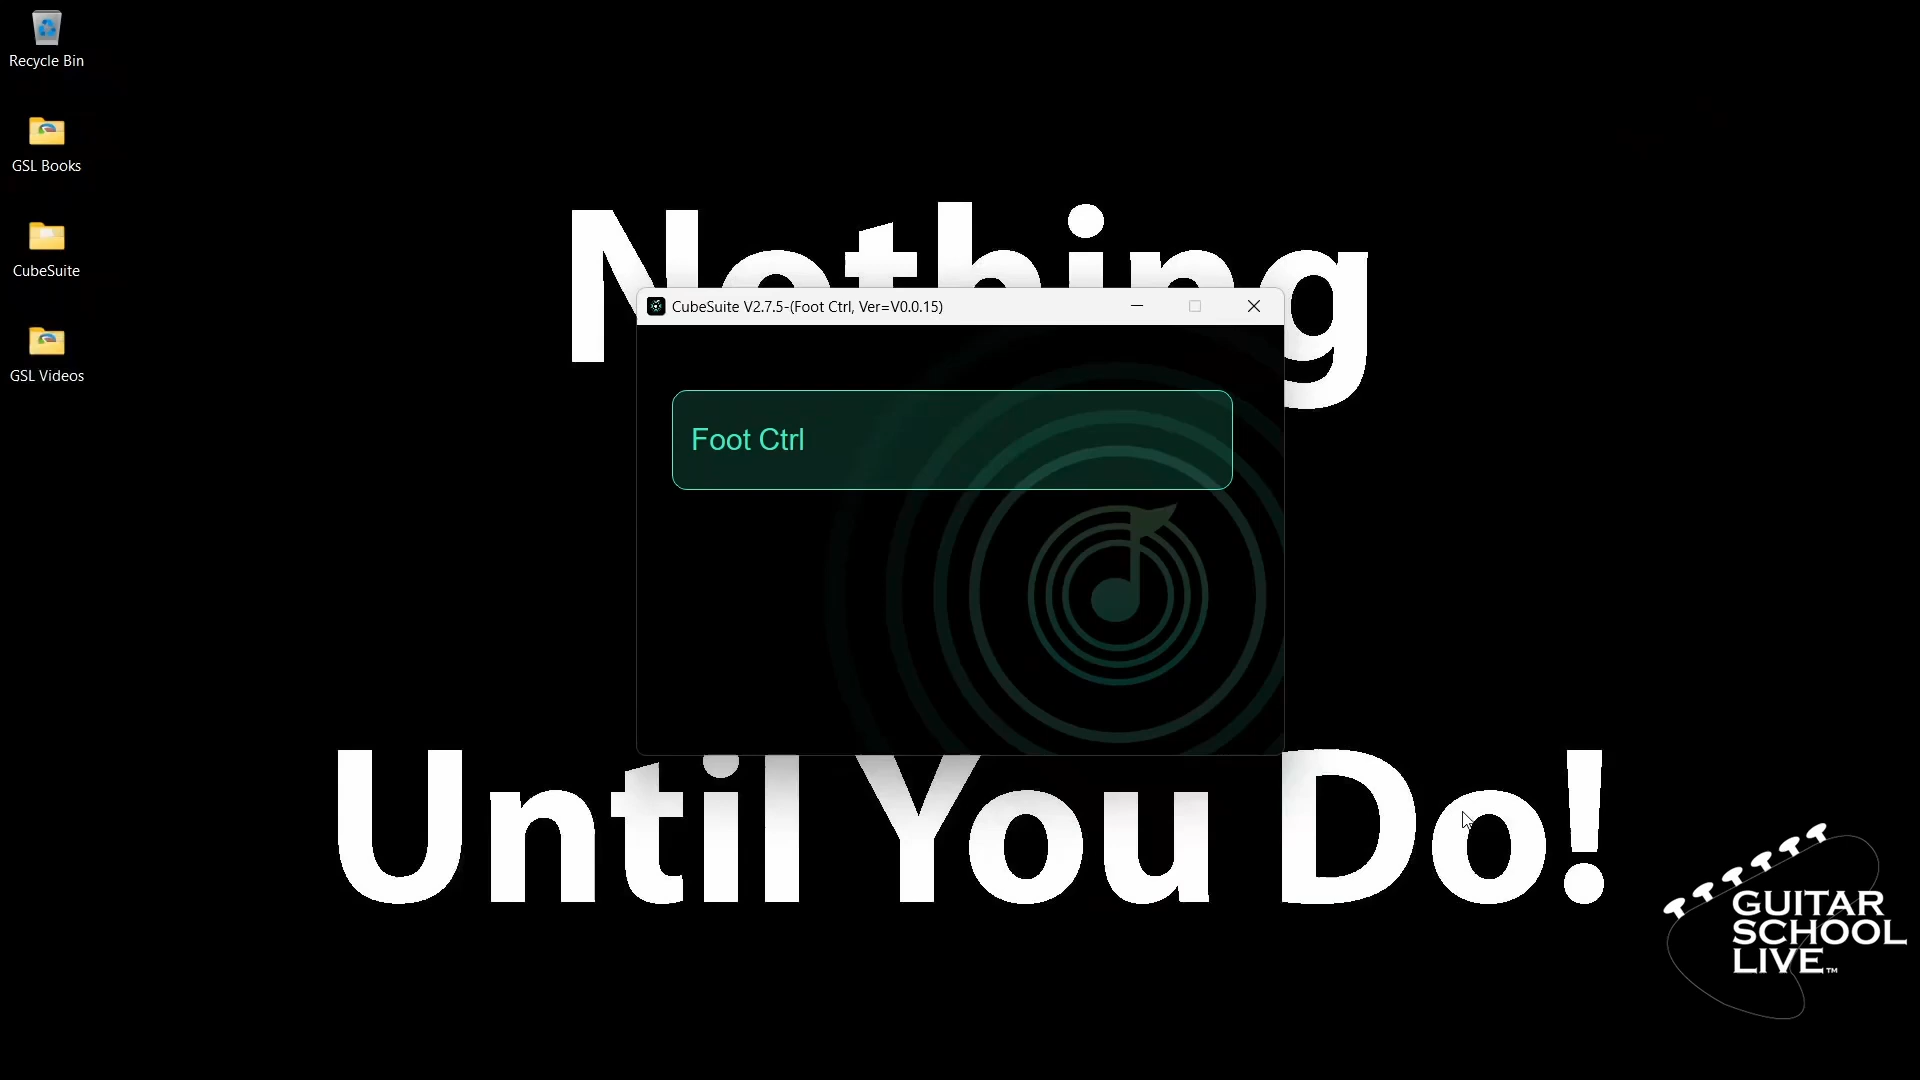 Recycle Bin
GSL Books
CubeSuite
GSL Videos
Nothing
CubeSuite V2.7.5-(Foot Ctrl, Ver=V0.0.15)
Foot Ctrl
Until You Do!
GUITAR
SCHOOL
LIVE™